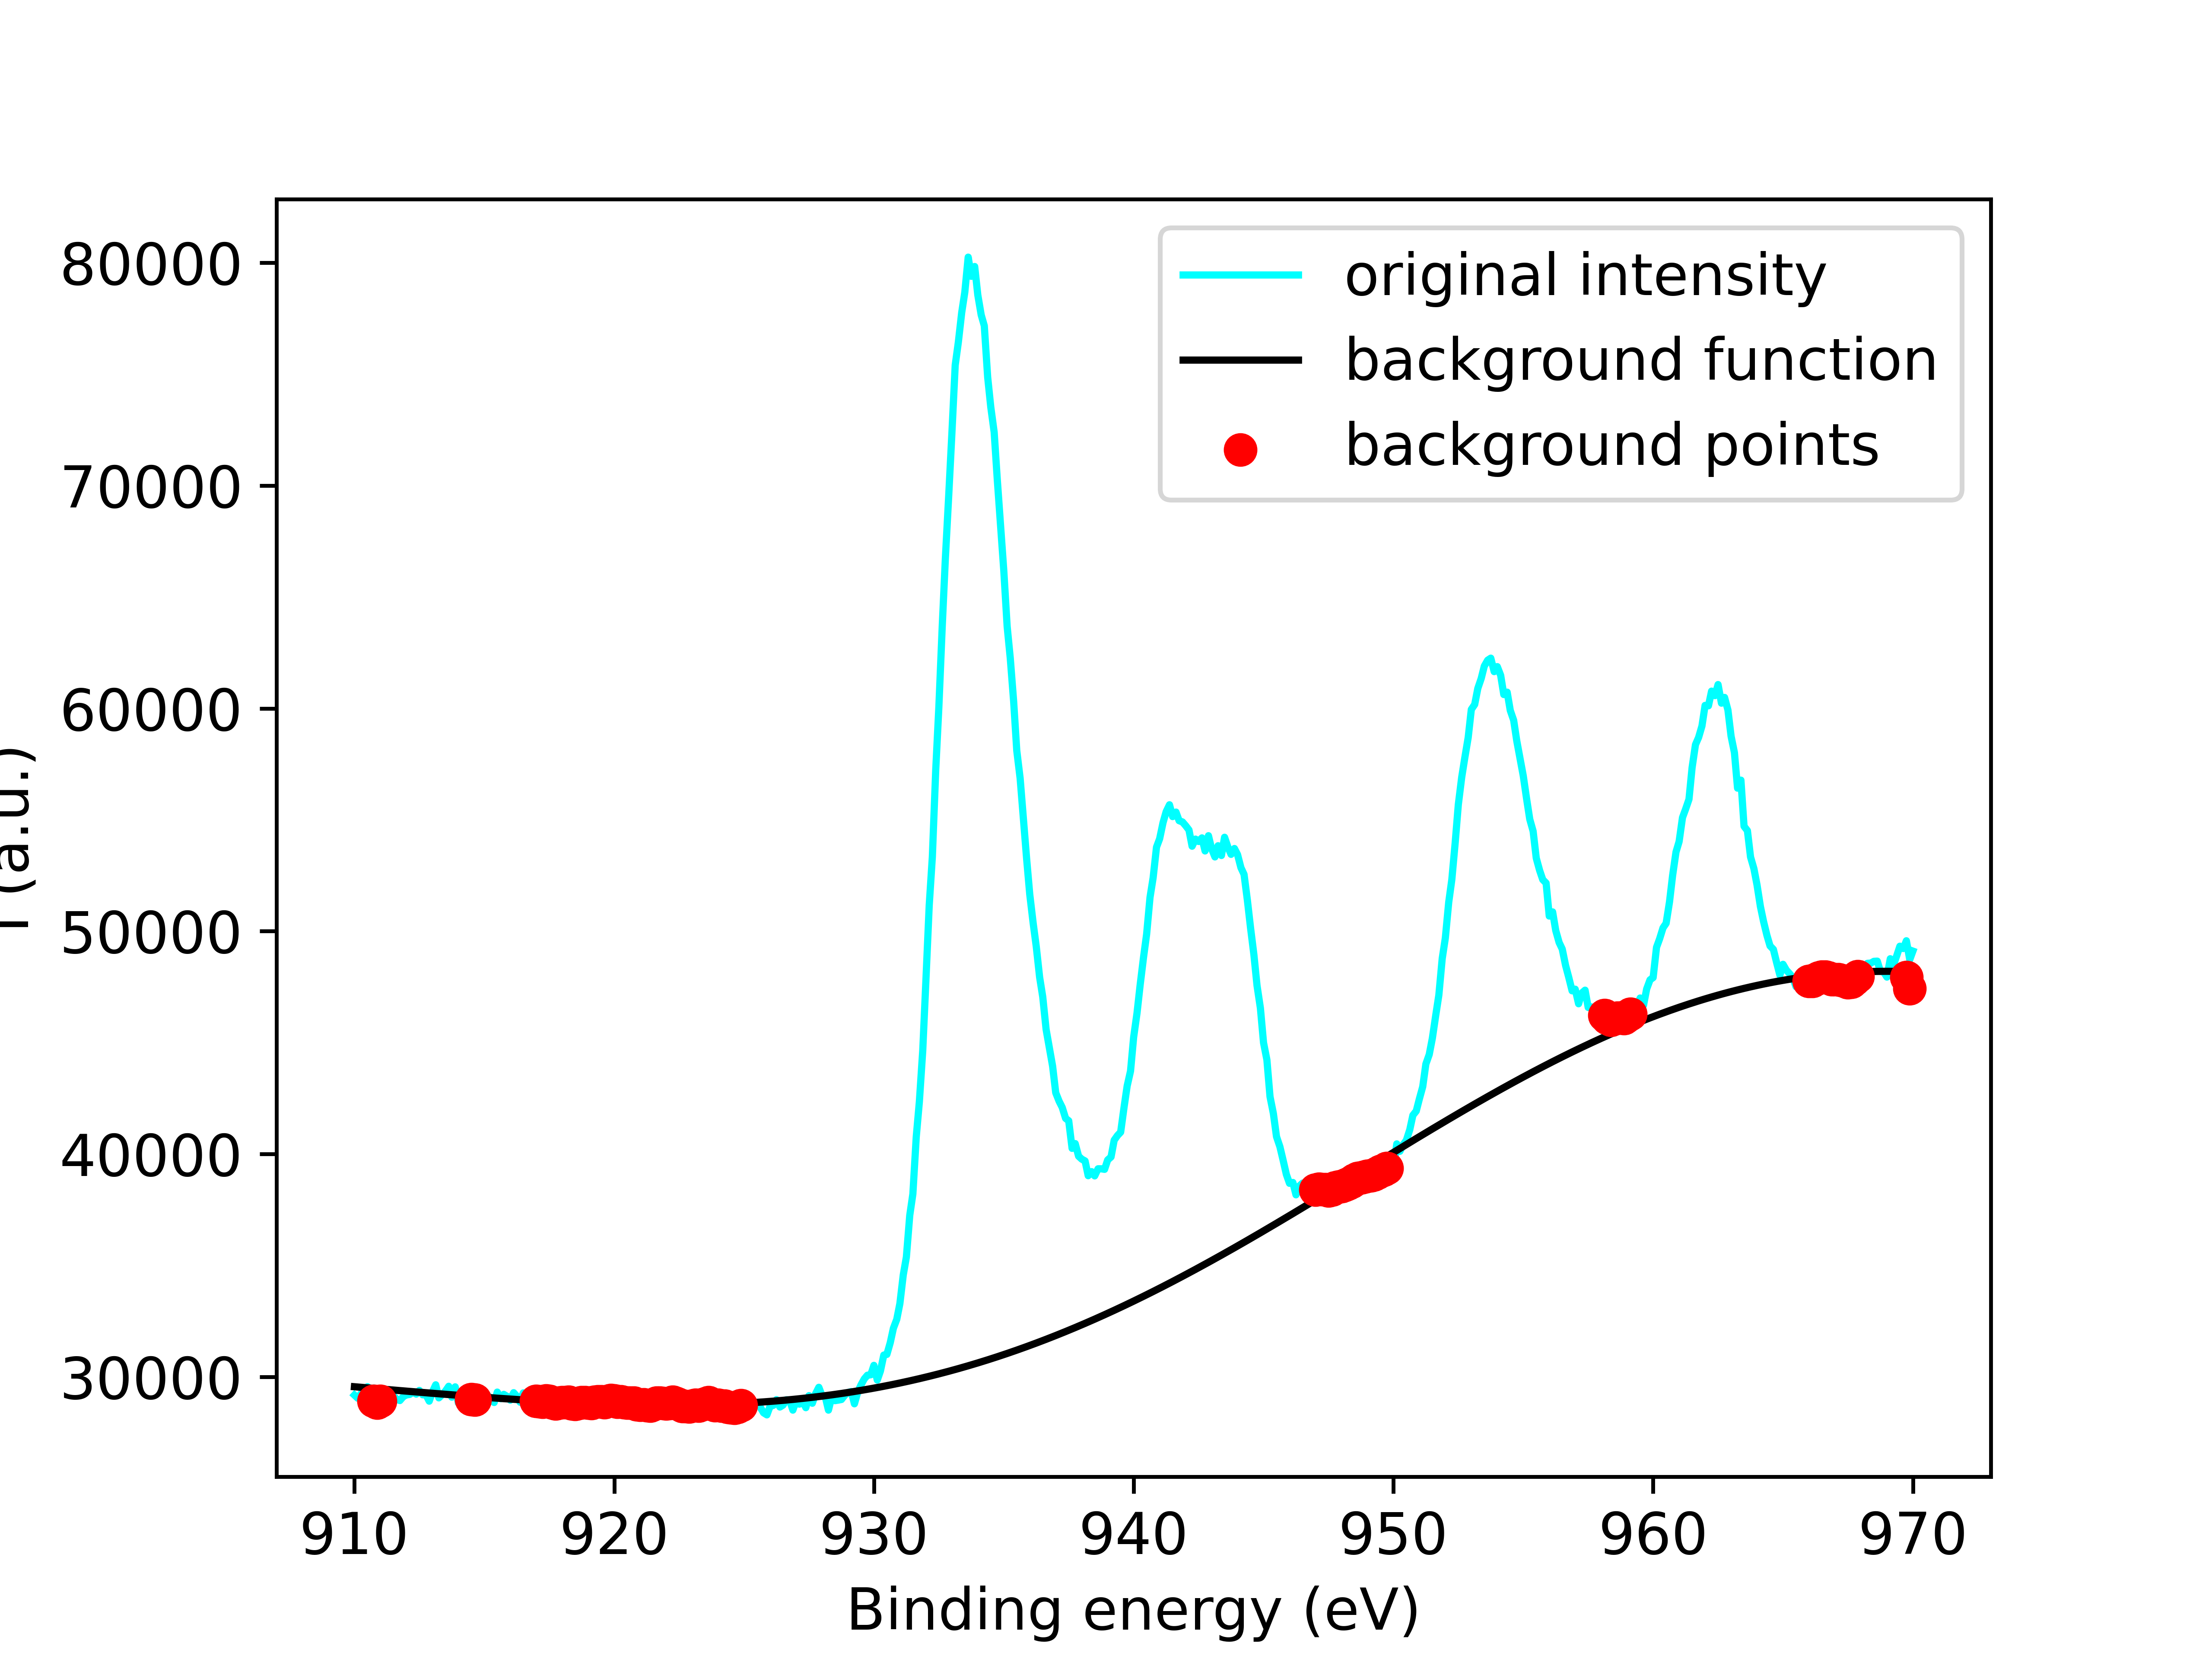 original intensity
background function
background points
80000
70000
60000
50000
40000
30000
(a.u.)
910 920 930 940 950 960 970
Binding energy (eV)